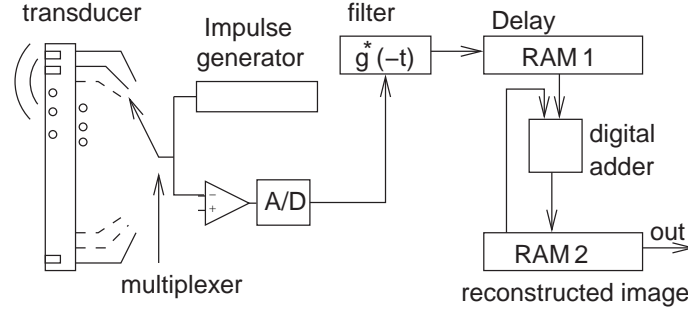 transducer
Impulse
generator
filter
g*(−t)
Delay
RAM 1
digital
adder
−
+
A/D
multiplexer
RAM 2
out
reconstructed image